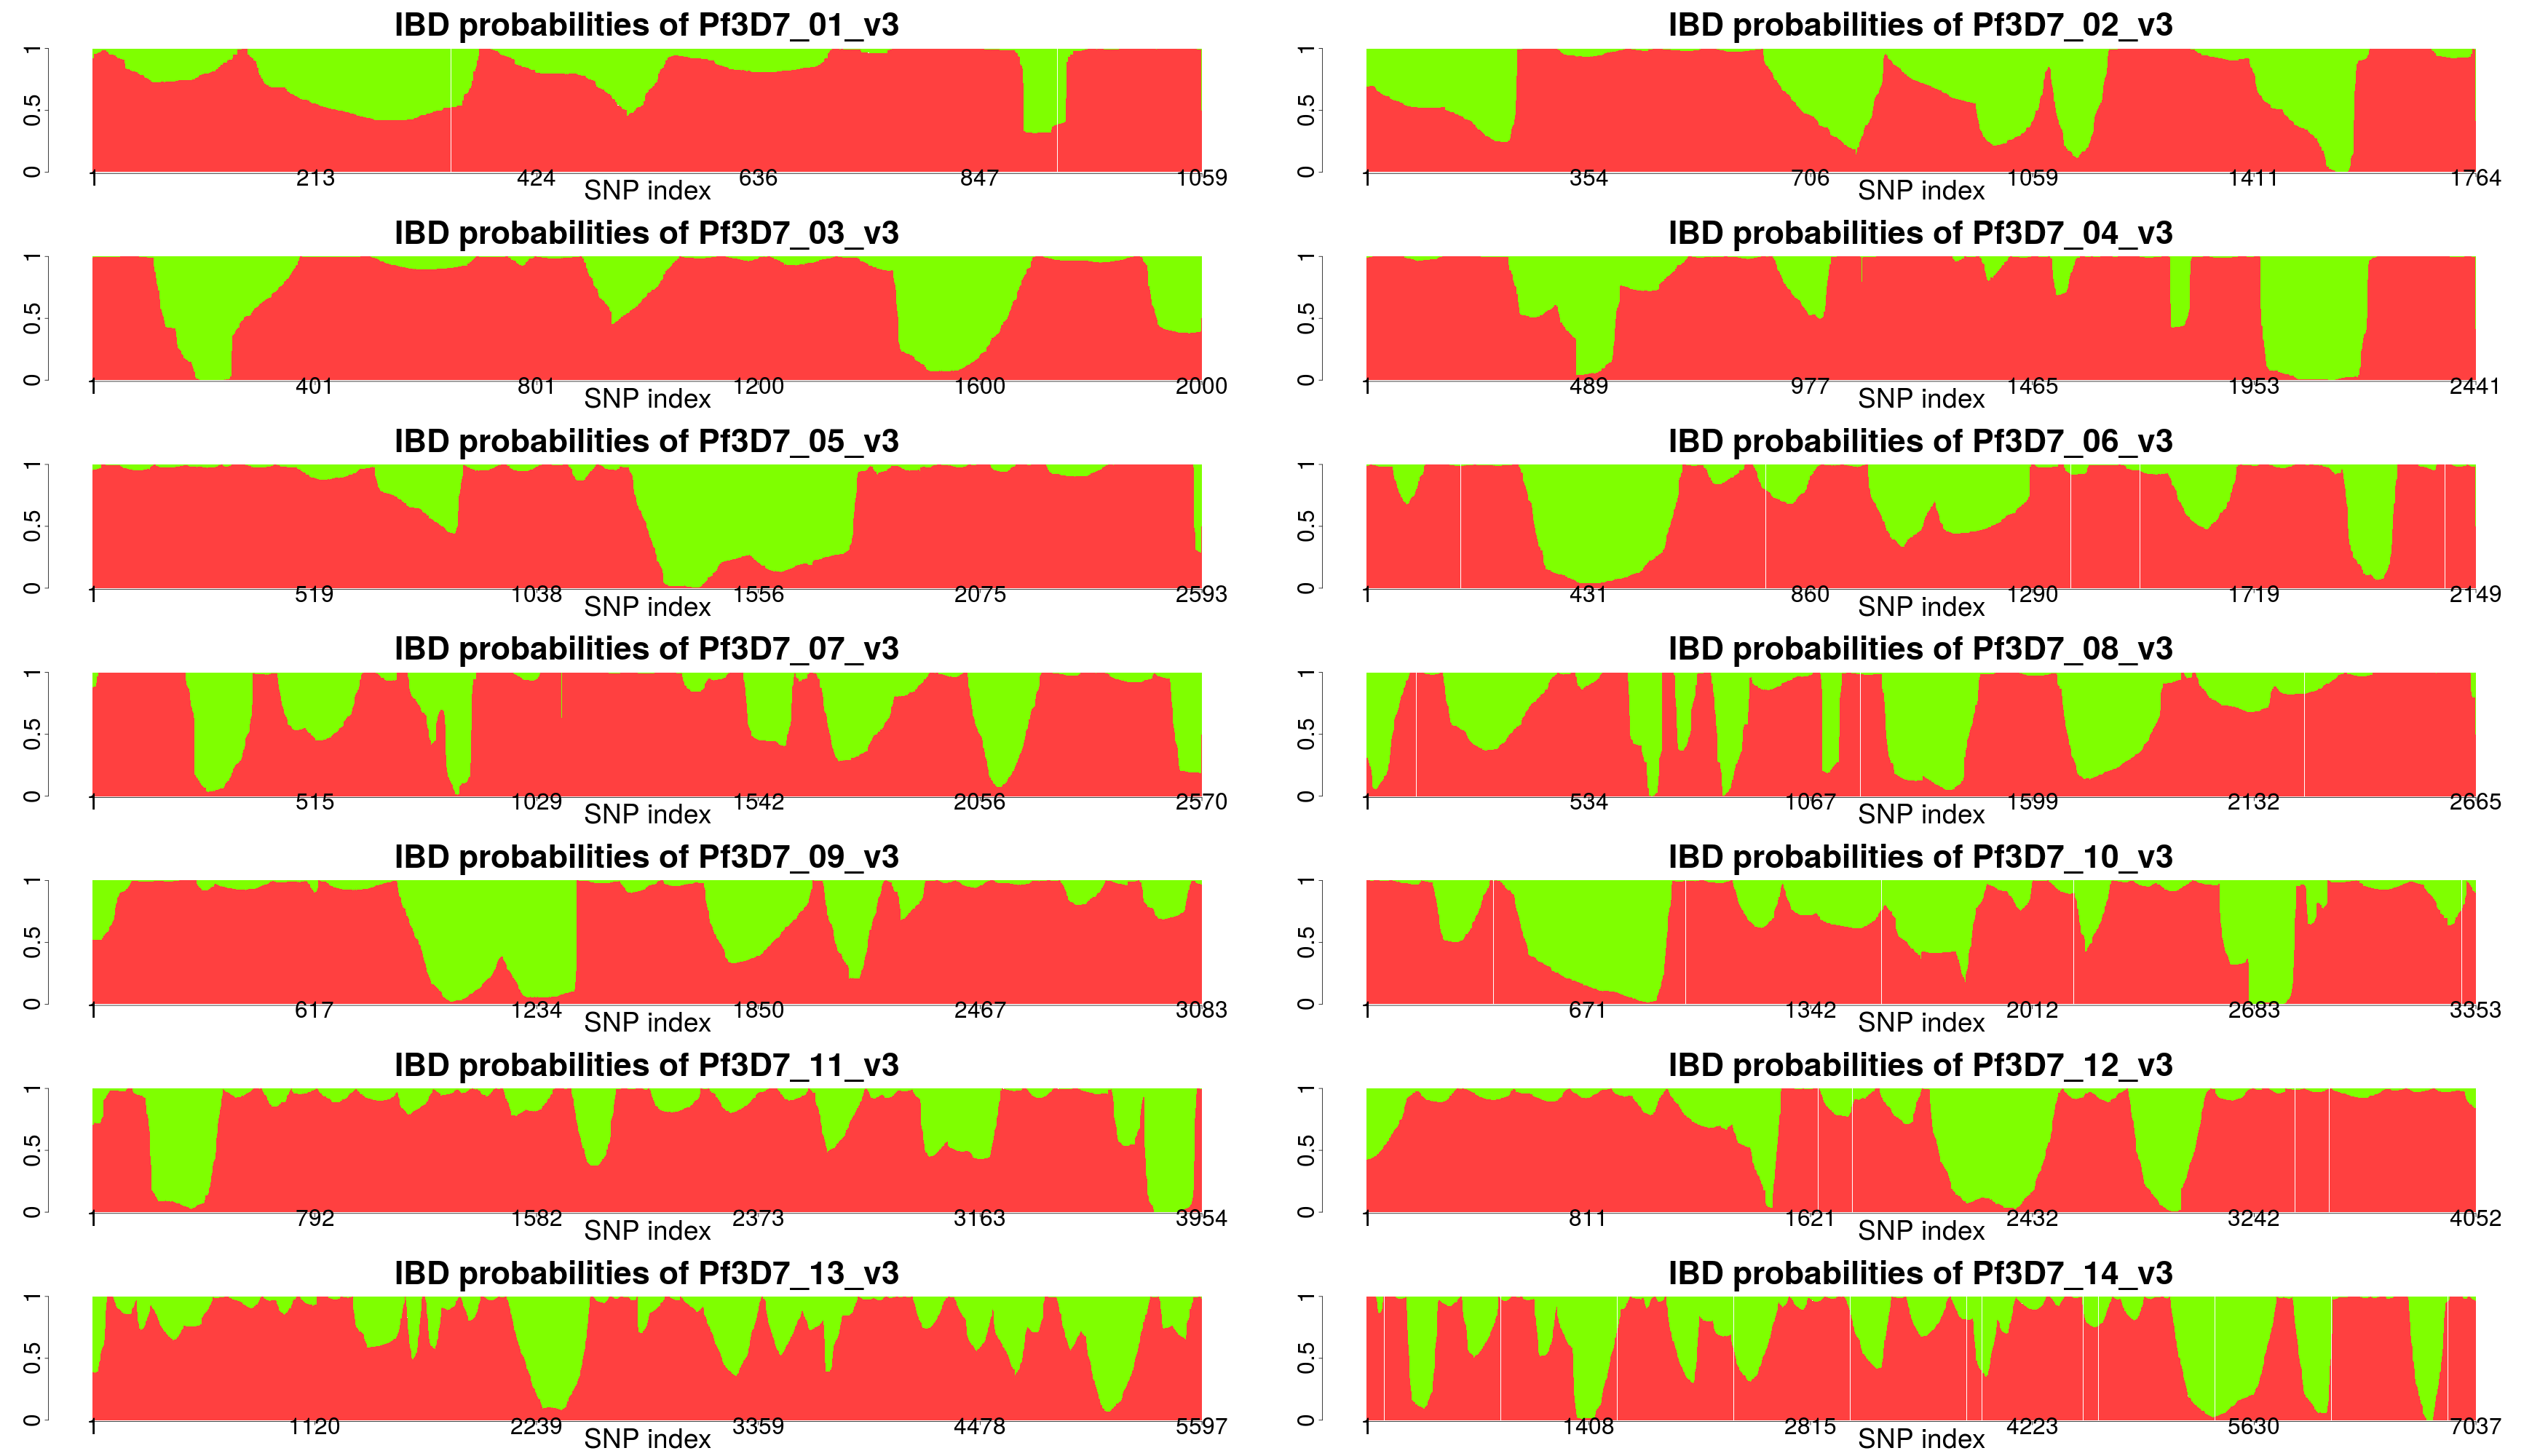 IBD probabilities of Pf3D7_01_v3
0 0.5 1
1 213 424 636 847 1059
SNP index
IBD probabilities of Pf3D7_02_v3
0 0.5 1
1 354 706 1059 1411 1764
SNP index
IBD probabilities of Pf3D7_03_v3
0 0.5 1
1 401 801 1200 1600 2000
SNP index
IBD probabilities of Pf3D7_04_v3
0 0.5 1
1 489 977 1465 1953 2441
SNP index
IBD probabilities of Pf3D7_05_v3
0 0.5 1
1 519 1038 1556 2075 2593
SNP index
IBD probabilities of Pf3D7_06_v3
0 0.5 1
1 431 860 1290 1719 2149
SNP index
IBD probabilities of Pf3D7_07_v3
0 0.5 1
1 515 1029 1542 2056 2570
SNP index
IBD probabilities of Pf3D7_08_v3
0 0.5 1
1 534 1067 1599 2132 2665
SNP index
IBD probabilities of Pf3D7_09_v3
0 0.5 1
1 617 1234 1850 2467 3083
SNP index
IBD probabilities of Pf3D7_10_v3
0 0.5 1
1 671 1342 2012 2683 3353
SNP index
IBD probabilities of Pf3D7_11_v3
0 0.5 1
1 792 1582 2373 3163 3954
SNP index
IBD probabilities of Pf3D7_12_v3
0 0.5 1
1 811 1621 2432 3242 4052
SNP index
IBD probabilities of Pf3D7_13_v3
0 0.5 1
1 1120 2239 3359 4478 5597
SNP index
IBD probabilities of Pf3D7_14_v3
0 0.5 1
1 1408 2815 4223 5630 7037
SNP index